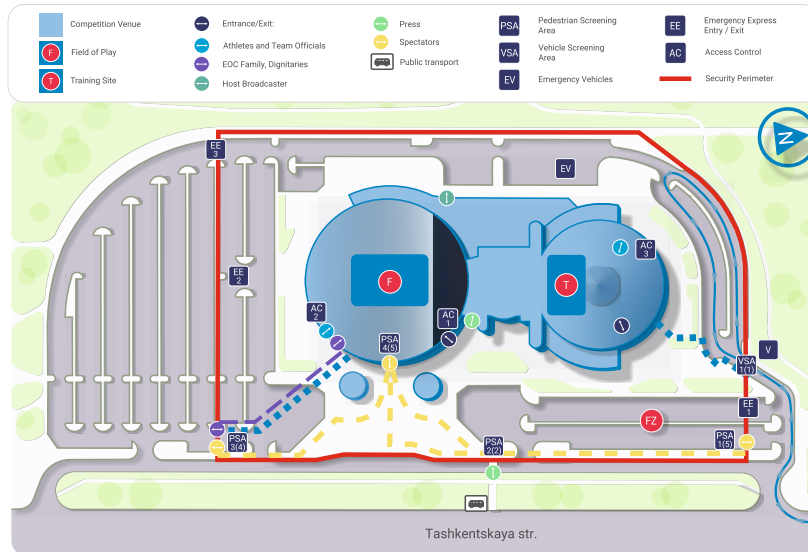 Competition Venue
F
Field of Play
T
Training Site
Entrance/Exit:
Athletes and Team Officials
EOC Family, Dignitaries
Host Broadcaster
Press
Spectators
Public transport
PSA
Pedestrian Screening
Area
VSA
Vehicle Screening
Area
EV
Emergency Vehicles
EE
Emergency Express
Entry / Exit
AC
Access Control
Security Perimeter
N
EE
3
EV
AC
3
EE
2
F
T
AC
2
AC
1
PSA
4(5)
V
VSA
1(1)
EE
1
FZ
PSA
3(4)
PSA
2(2)
PSA
1(5)
Tashkentskaya str.